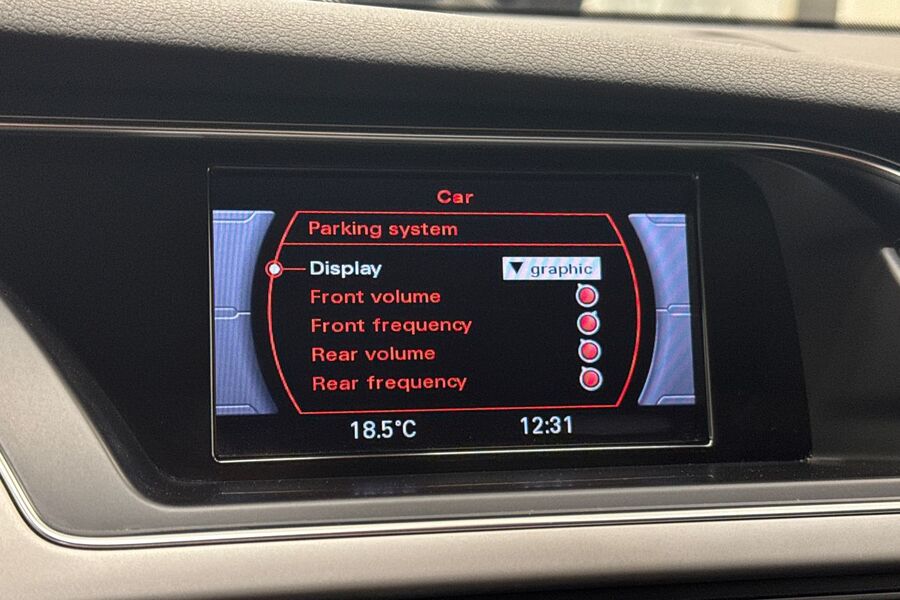 Car
Parking system
Display ▼ graphic
Front volume
Front frequency
Rear volume
Rear frequency
18.5°C 12:31